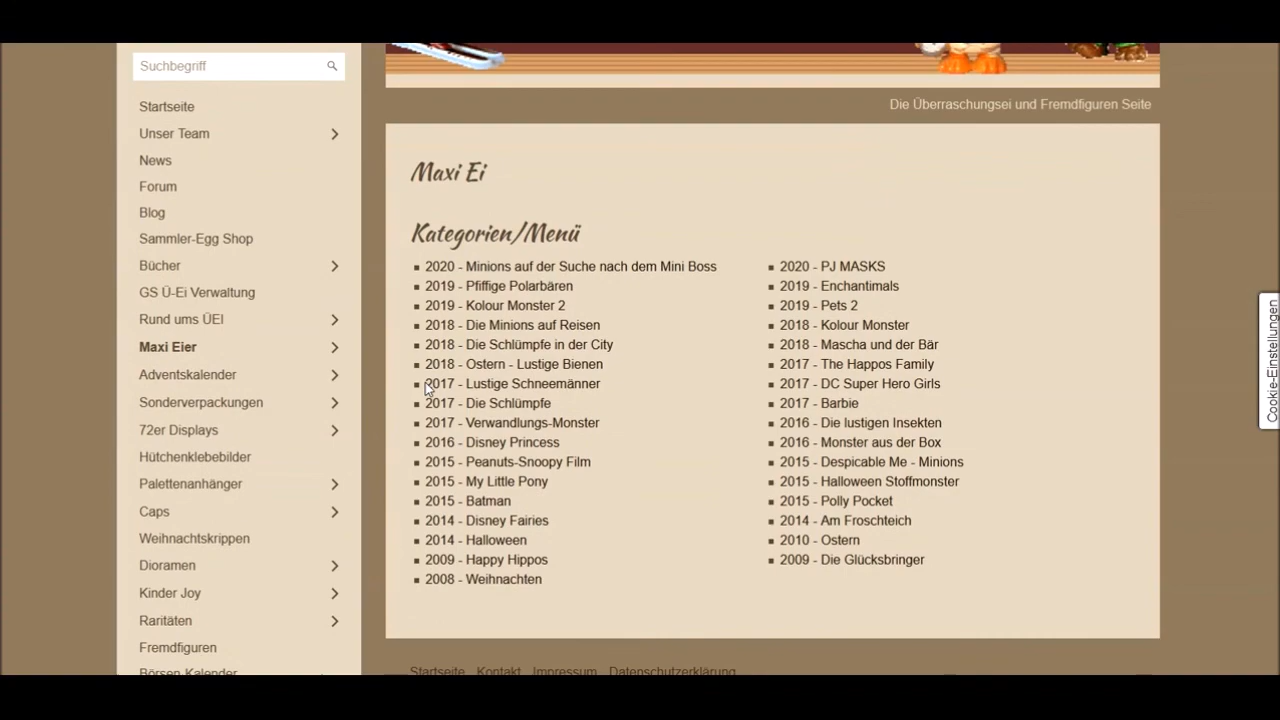 Suchbegriff
Startseite
Unser Team
News
Forum
Blog
Sammler-Egg Shop
Bücher
GS Ü-Ei Verwaltung
Rund ums ÜEI
Maxi Eier
Adventskalender
Sonderverpackungen
72er Displays
Hütchenklebebilder
Palettenanhänger
Caps
Weihnachtskrippen
Dioramen
Kinder Joy
Raritäten
Fremdfiguren
Börsen Kalender
Die Überraschungsei und Fremdfiguren Seite
Maxi Ei
Kategorien/Menü
2020 - Minions auf der Suche nach dem Mini Boss
2019 - Pfiffige Polarbären
2019 - Kolour Monster 2
2018 - Die Minions auf Reisen
2018 - Die Schlümpfe in der City
2018 - Ostern - Lustige Bienen
2017 - Lustige Schneemänner
2017 - Die Schlümpfe
2017 - Verwandlungs-Monster
2016 - Disney Princess
2015 - Peanuts-Snoopy Film
2015 - My Little Pony
2015 - Batman
2014 - Disney Fairies
2014 - Halloween
2009 - Happy Hippos
2008 - Weihnachten
2020 - PJ MASKS
2019 - Enchantimals
2019 - Pets 2
2018 - Kolour Monster
2018 - Mascha und der Bär
2017 - The Happos Family
2017 - DC Super Hero Girls
2017 - Barbie
2016 - Die lustigen Insekten
2016 - Monster aus der Box
2015 - Despicable Me - Minions
2015 - Halloween Stoffmonster
2015 - Polly Pocket
2014 - Am Froschteich
2010 - Ostern
2009 - Die Glücksbringer
Startseite Kontakt Impressum Datenschutzerklärung
Cookie-Einstellungen